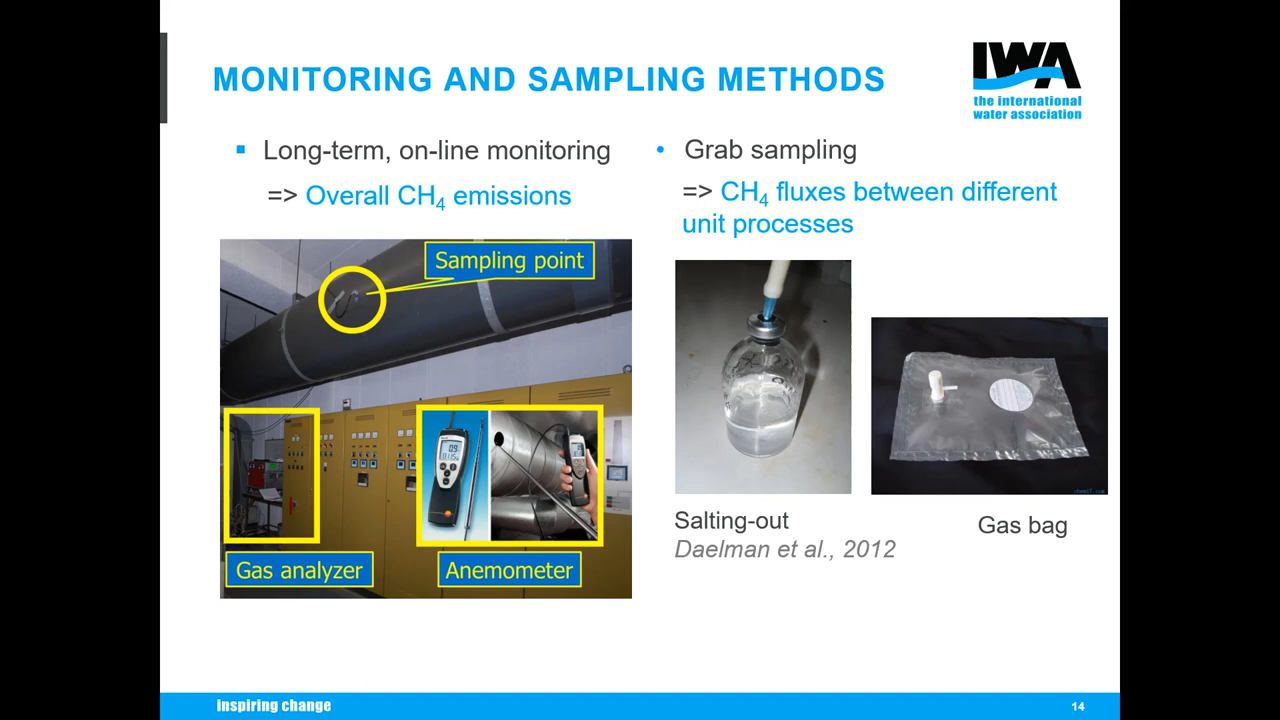 MONITORING AND SAMPLING METHODS
IWA
the international
water association
▪ Long-term, on-line monitoring
=> Overall CH₄ emissions
• Grab sampling
=> CH₄ fluxes between different
unit processes
Sampling point
Gas analyzer
Anemometer
Salting-out
Daelman et al., 2012
Gas bag
inspiring change
14